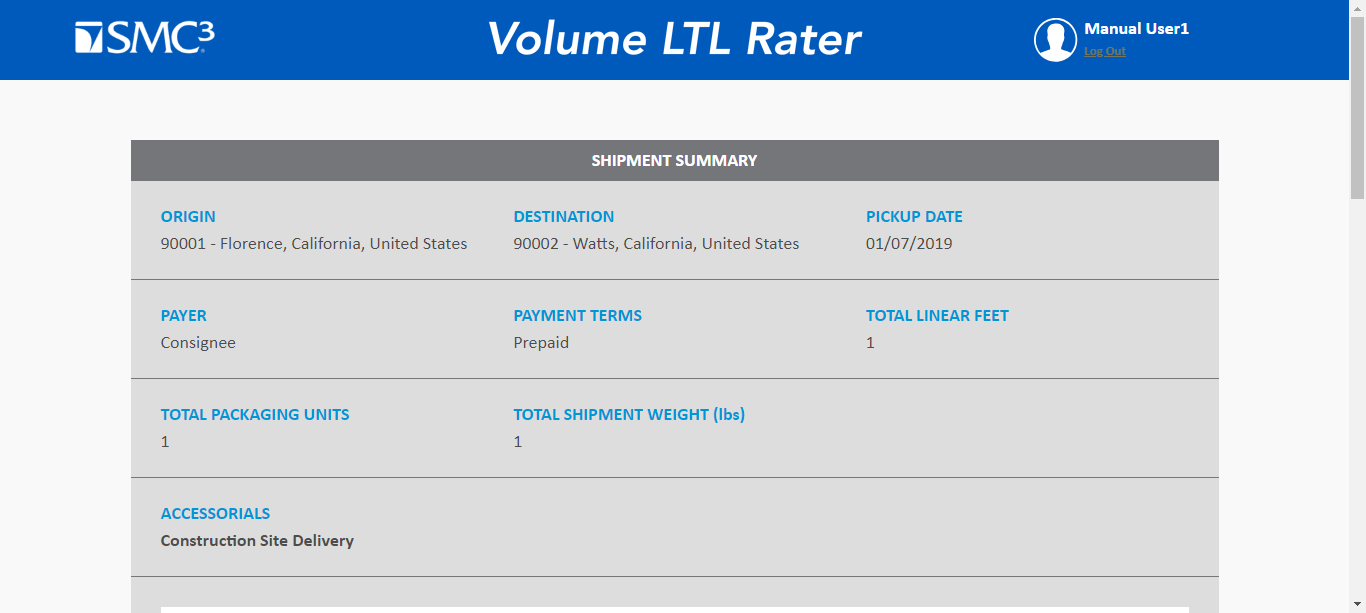 SMC3
Volume LTL Rater
Manual User1
Log Out
SHIPMENT SUMMARY
ORIGIN
90001 - Florence, California, United States
DESTINATION
90002 - Watts, California, United States
PICKUP DATE
01/07/2019
PAYER
Consignee
PAYMENT TERMS
Prepaid
TOTAL LINEAR FEET
1
TOTAL PACKAGING UNITS
1
TOTAL SHIPMENT WEIGHT (lbs)
1
ACCESSORIALS
Construction Site Delivery